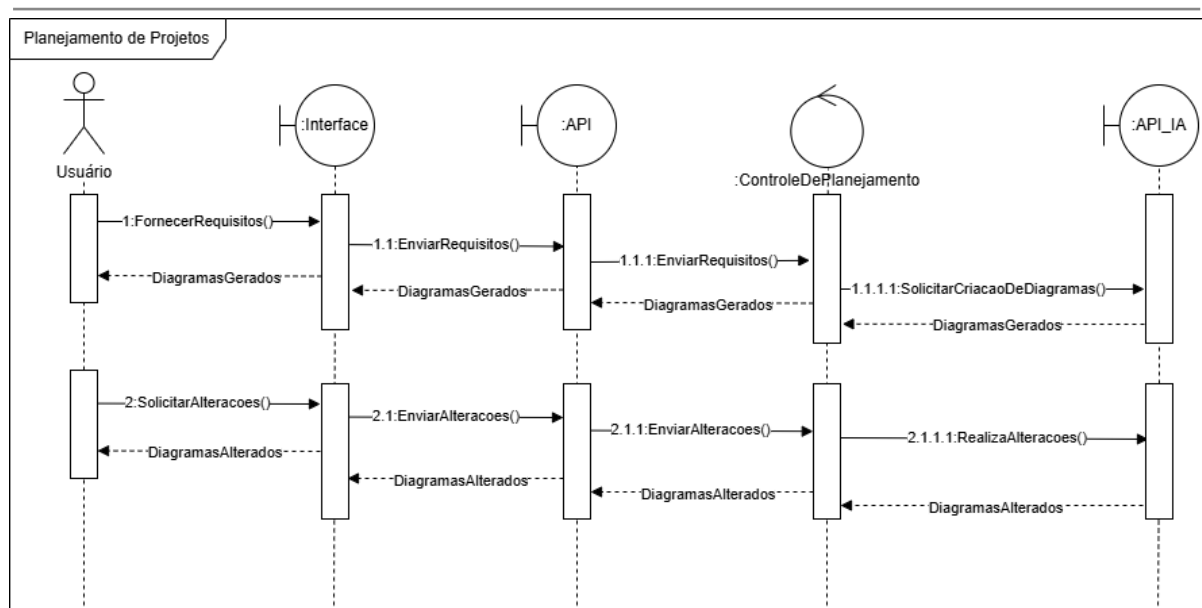 Planejamento de Projetos
:Interface
:API
:API_IA
Usuário
:ControleDePlanejamento
1:FornecerRequisitos()
1.1:EnviarRequisitos()
1.1.1:EnviarRequisitos()
DiagramasGerados
1.1.1.1:SolicitarCriacaoDeDiagramas()
DiagramasGerados
DiagramasGerados
DiagramasGerados
2:SolicitarAlteracoes()
2.1:EnviarAlteracoes()
2.1.1:EnviarAlteracoes()
2.1.1.1:RealizaAlteracoes()
DiagramasAlterados
DiagramasAlterados
DiagramasAlterados
DiagramasAlterados